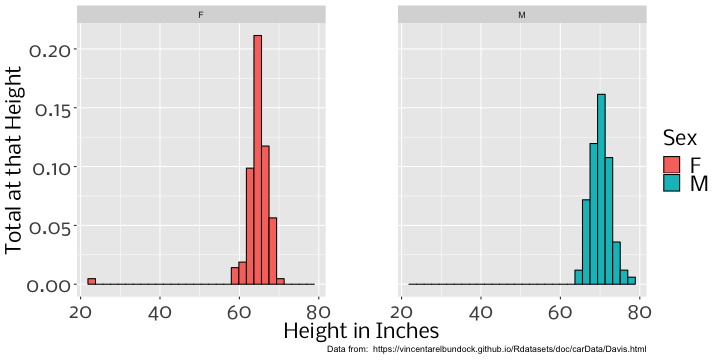 F
M
Total at that Height
0.20
0.15
0.10
0.05
0.00
20 40 60 80
20 40 60 80
Height in Inches
Sex
F
M
Data from: https://vincentarelbundock.github.io/Rdatasets/doc/carData/Davis.html